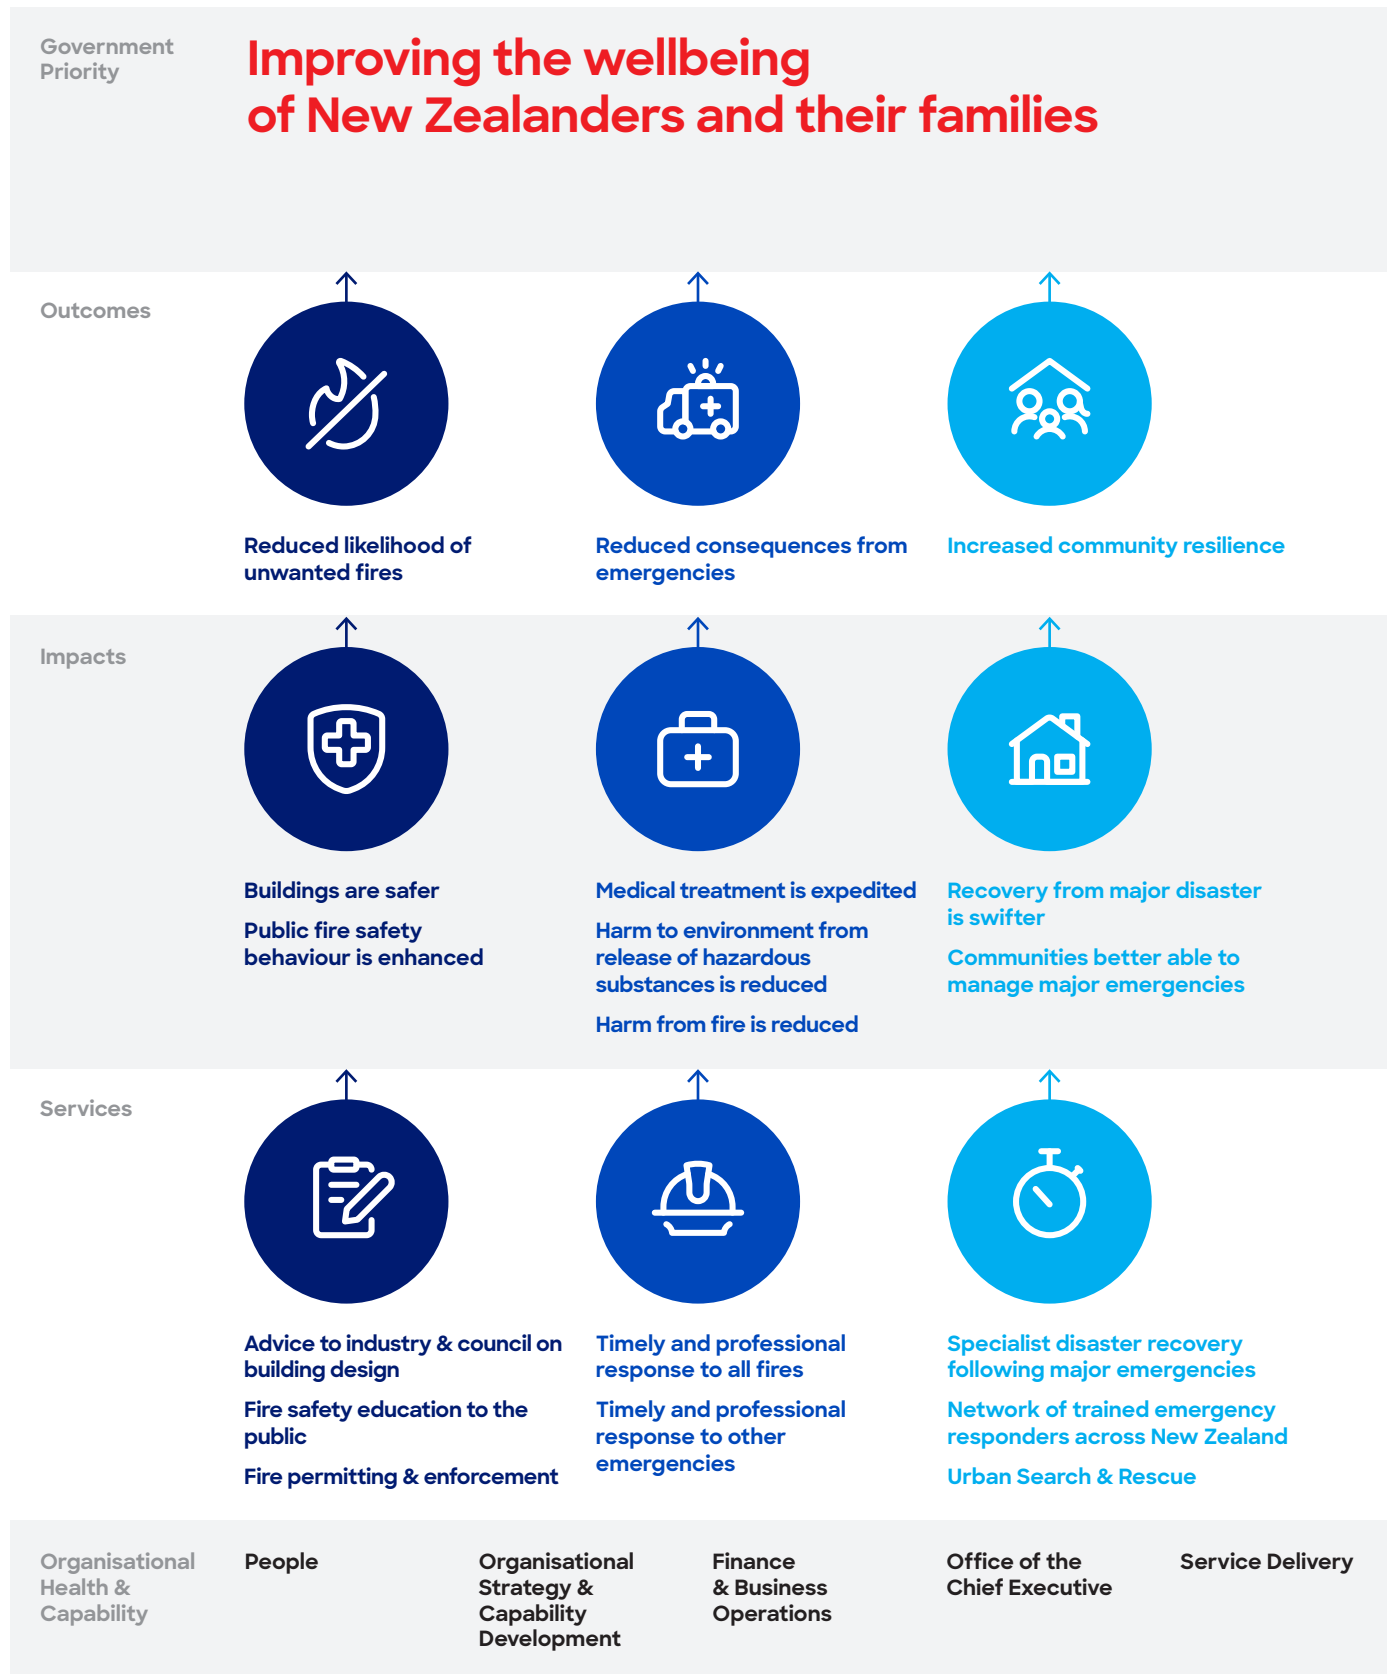 Government
Priority
Improving the wellbeing
of New Zealanders and their families
Outcomes
Reduced likelihood of
unwanted fires
Reduced consequences from
emergencies
Increased community resilience
Impacts
Buildings are safer
Public fire safety
behaviour is enhanced
Medical treatment is expedited
Harm to environment from
release of hazardous
substances is reduced
Harm from fire is reduced
Recovery from major disaster
is swifter
Communities better able to
manage major emergencies
Services
Advice to industry & council on
building design
Fire safety education to the
public
Fire permitting & enforcement
Timely and professional
response to all fires
Timely and professional
response to other
emergencies
Specialist disaster recovery
following major emergencies
Network of trained emergency
responders across New Zealand
Urban Search & Rescue
Organisational
Health &
Capability
People
Organisational
Strategy &
Capability
Development
Finance
& Business
Operations
Office of the
Chief Executive
Service Delivery